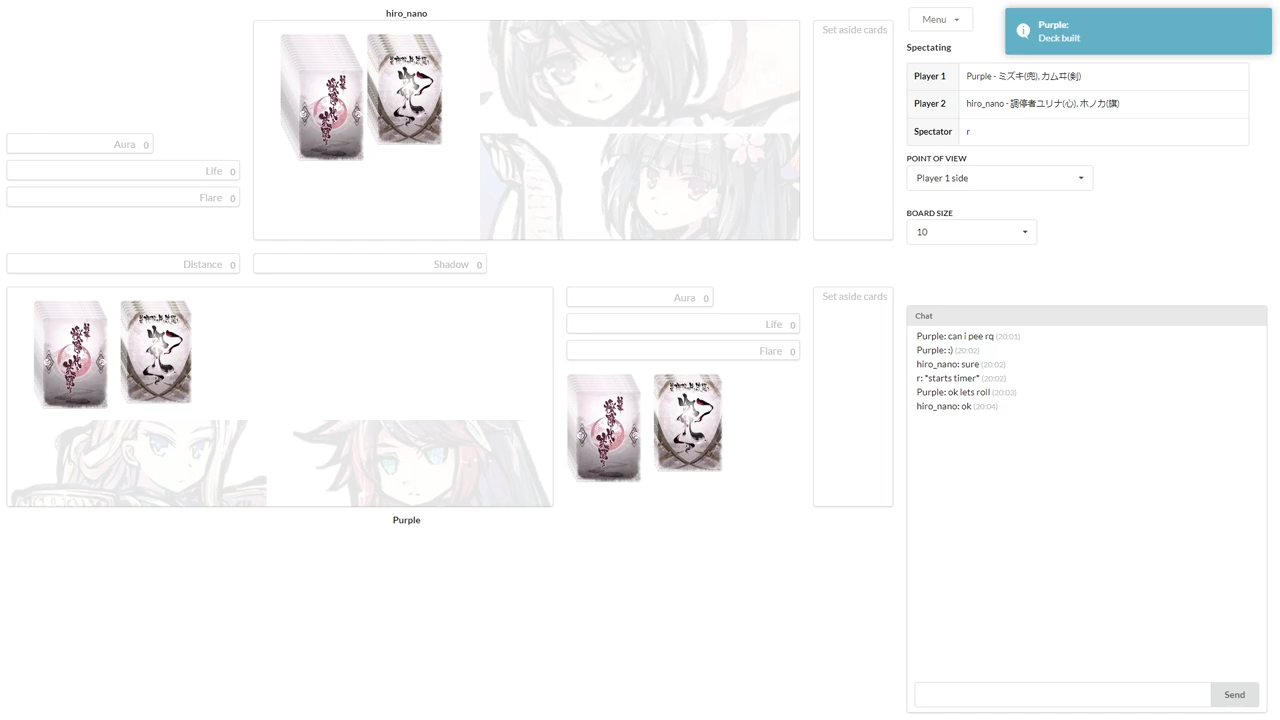 hiro_nano
Set aside cards
Menu
Purple:
Deck built
Spectating
Player 1 Purple - ミズキ(兜), カムヰ(剣)
Player 2 hiro_nano - 調停者ユリナ(心), ホノカ(旗)
Spectator r
Aura 0
Life 0
Flare 0
POINT OF VIEW
Player 1 side
BOARD SIZE
10
Distance 0
Shadow 0
Aura 0
Life 0
Flare 0
Set aside cards
Purple
Chat
Purple: can i pee rq (20:01)
Purple: :) (20:02)
hiro_nano: sure (20:02)
r: *starts timer* (20:02)
Purple: ok lets roll (20:03)
hiro_nano: ok (20:04)
Send